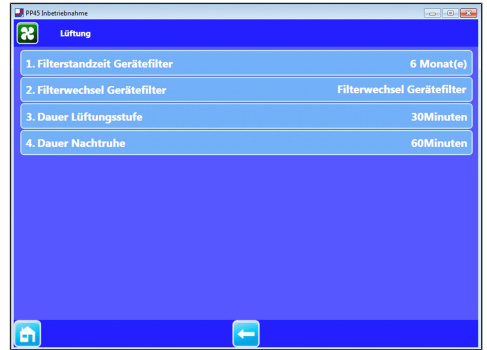 PP45 Inbetriebnahme
Lüftung
1. Filterstandzeit Gerätefilter 6 Monat(e)
2. Filterwechsel Gerätefilter Filterwechsel Gerätefilter
3. Dauer Lüftungsstufe 30Minuten
4. Dauer Nachtruhe 60Minuten